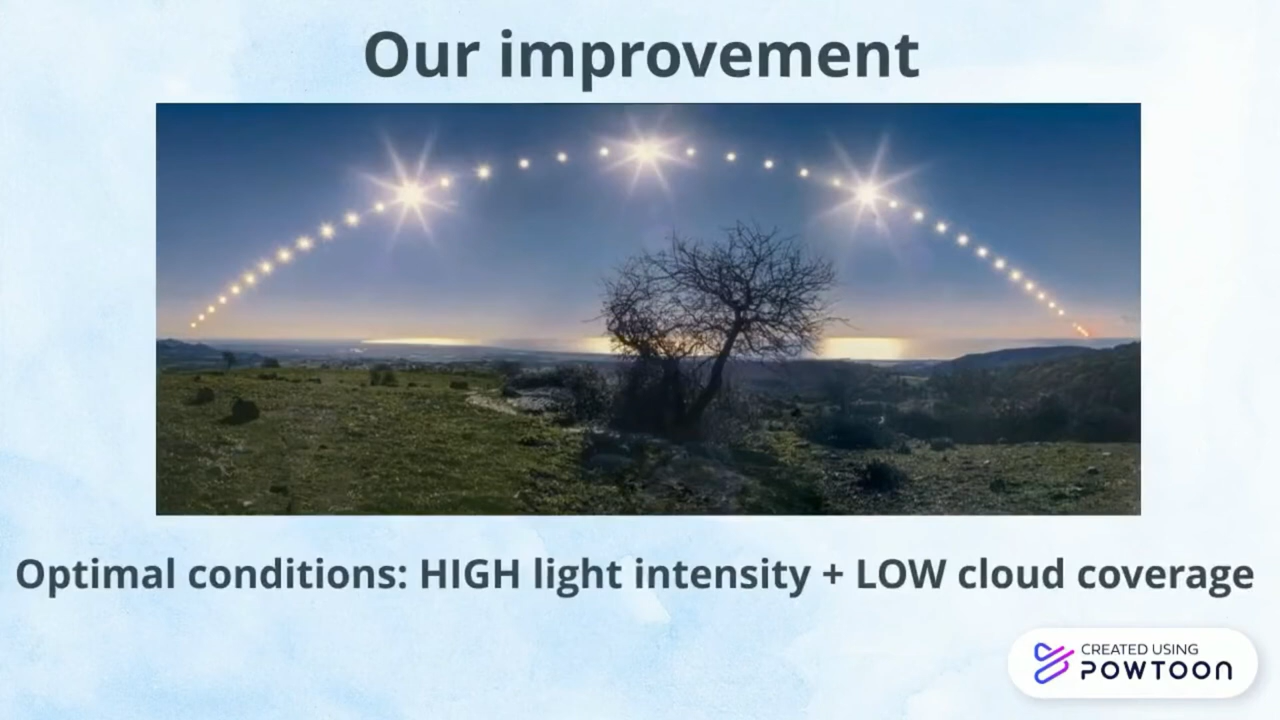 Our improvement
Optimal conditions: HIGH light intensity + LOW cloud coverage
CREATED USING
POWTOON